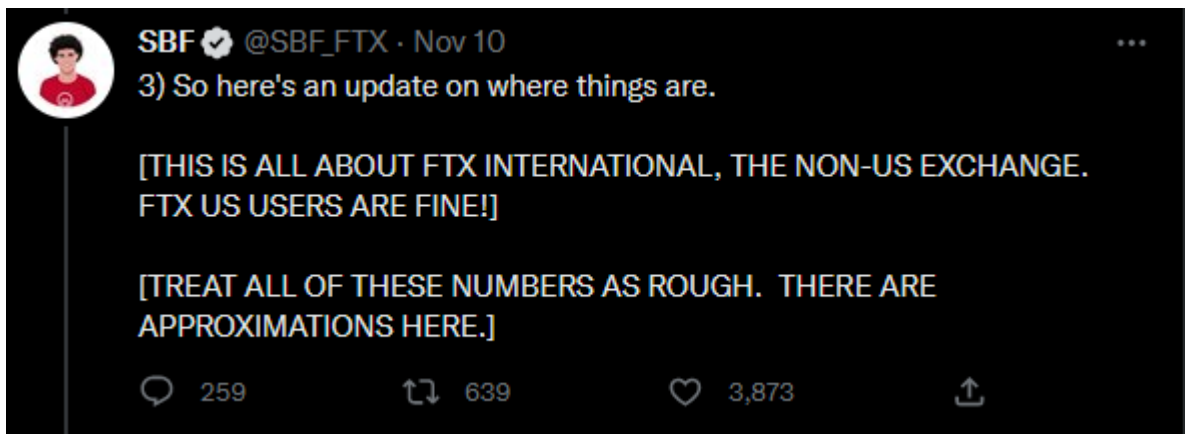 SBF @SBF_FTX · Nov 10
3) So here's an update on where things are.
[THIS IS ALL ABOUT FTX INTERNATIONAL, THE NON-US EXCHANGE.
FTX US USERS ARE FINE!]
[TREAT ALL OF THESE NUMBERS AS ROUGH.  THERE ARE
APPROXIMATIONS HERE.]
259 639 3,873